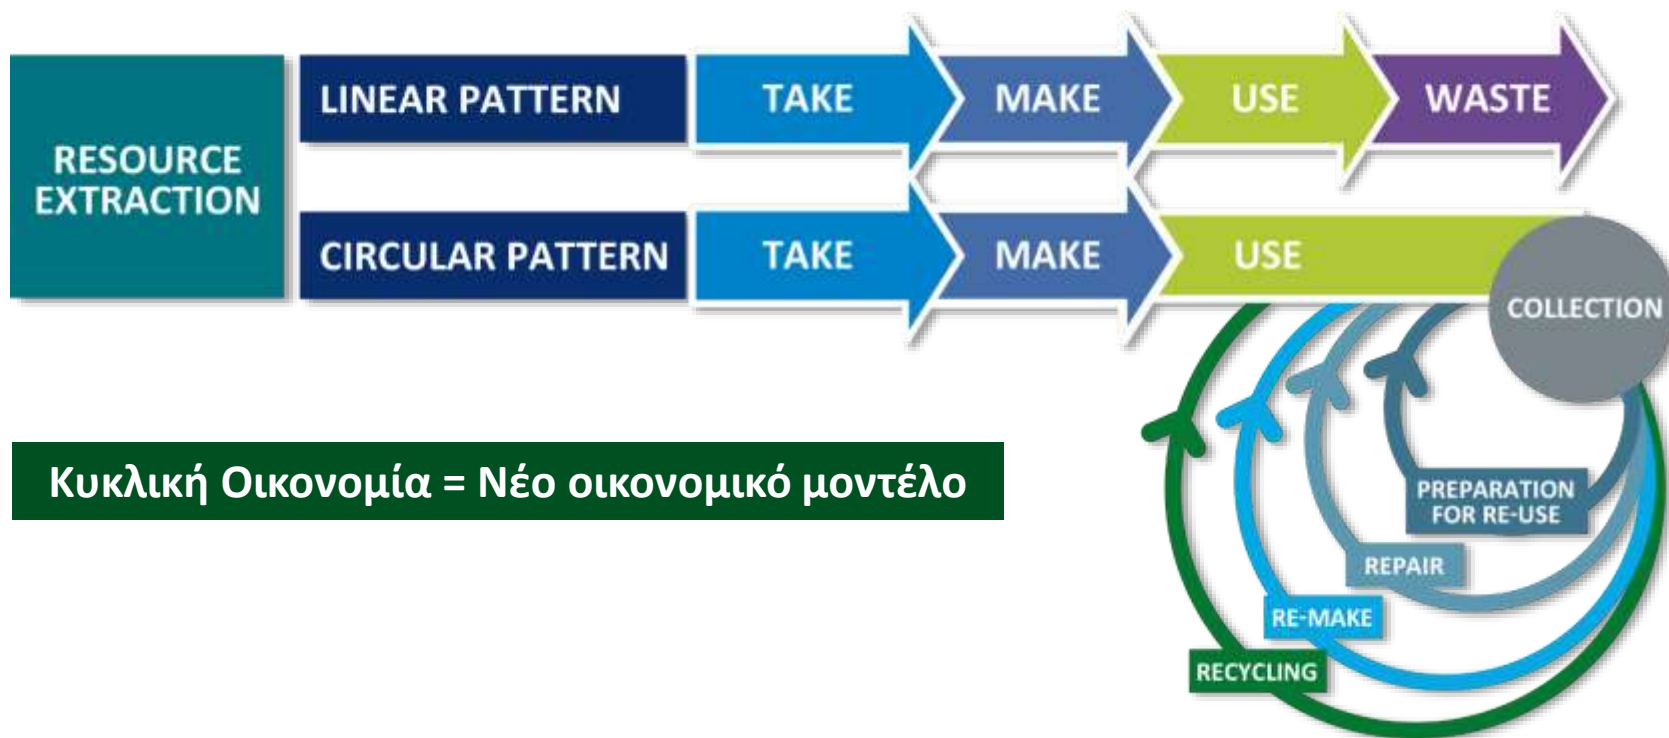 RESOURCE
EXTRACTION
LINEAR PATTERN
TAKE
MAKE
USE
WASTE
CIRCULAR PATTERN
TAKE
MAKE
USE
COLLECTION
PREPARATION
FOR RE-USE
REPAIR
RE-MAKE
RECYCLING
Κυκλική Οικονομία = Νέο οικονομικό μοντέλο